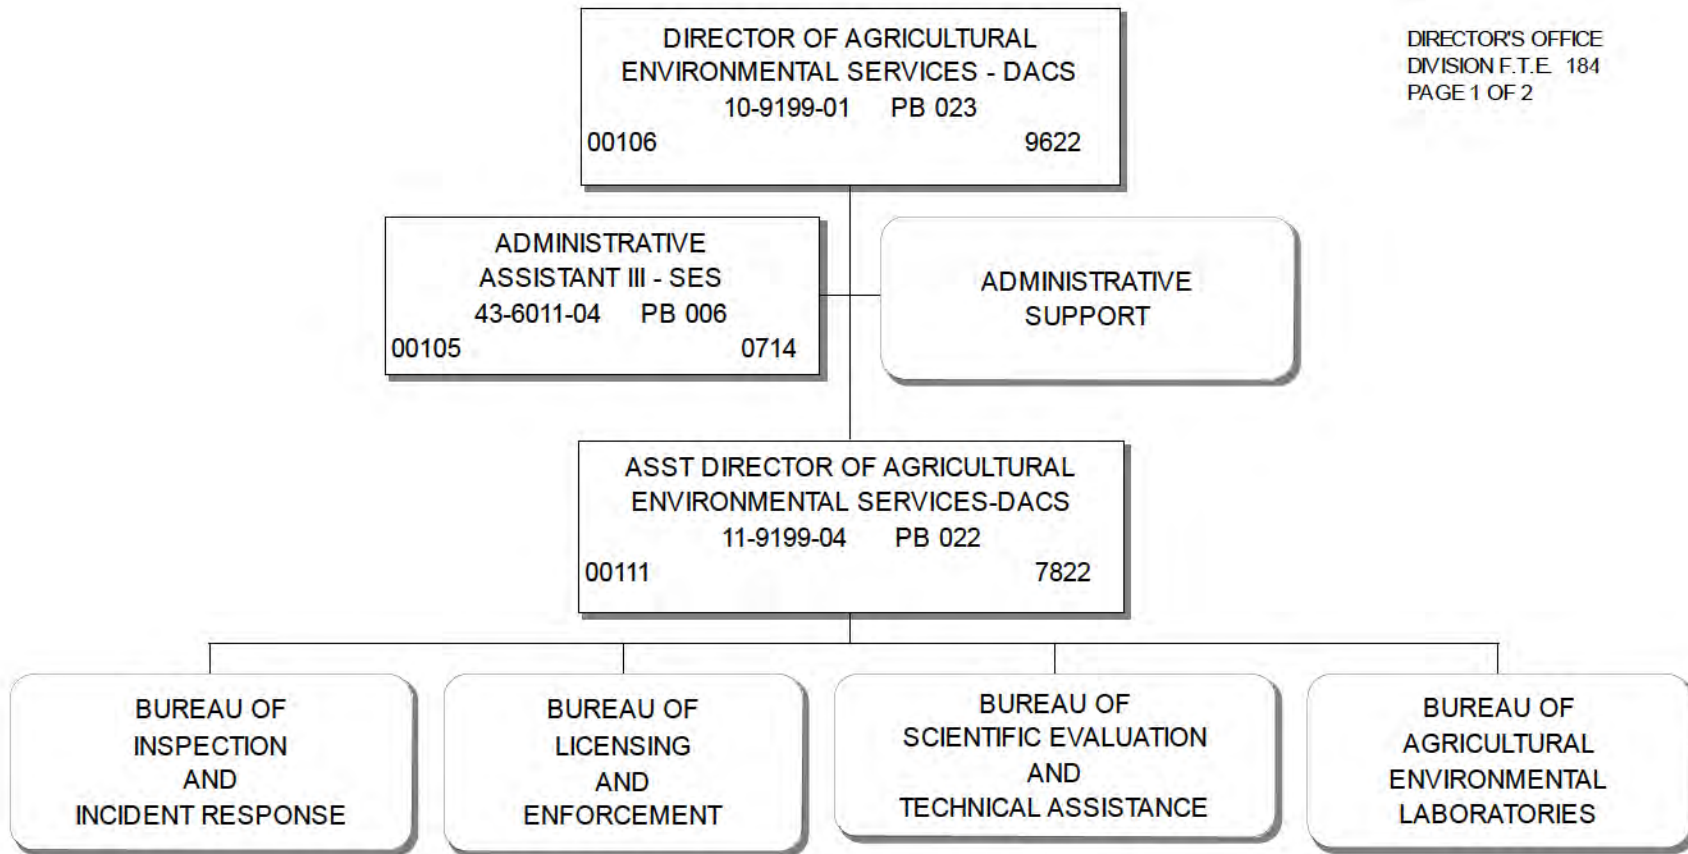 DIRECTOR OF AGRICULTURAL
ENVIRONMENTAL SERVICES - DACS
10-9199-01 PB 023
00106 9622
DIRECTOR'S OFFICE
DIVISION F.T.E. 184
PAGE 1 OF 2
ADMINISTRATIVE
ASSISTANT III - SES
43-6011-04 PB 006
00105 0714
ADMINISTRATIVE
SUPPORT
ASST DIRECTOR OF AGRICULTURAL
ENVIRONMENTAL SERVICES-DACS
11-9199-04 PB 022
00111 7822
BUREAU OF
INSPECTION
AND
INCIDENT RESPONSE
BUREAU OF
LICENSING
AND
ENFORCEMENT
BUREAU OF
SCIENTIFIC EVALUATION
AND
TECHNICAL ASSISTANCE
BUREAU OF
AGRICULTURAL
ENVIRONMENTAL
LABORATORIES